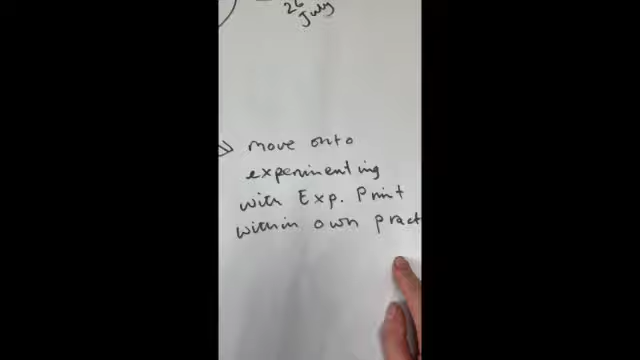 26
July
move onto
experimenting
with Exp. Print
within own pract